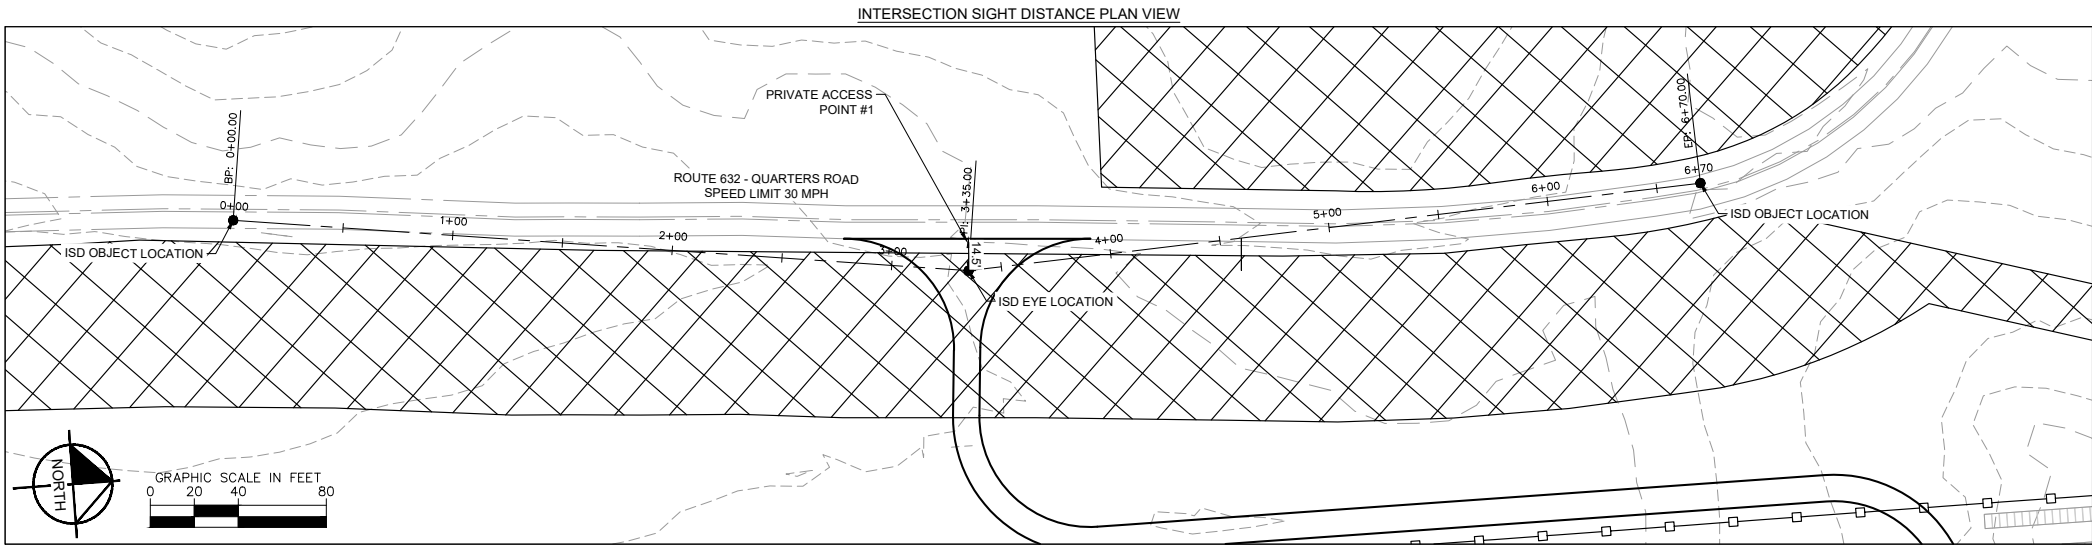 INTERSECTION SIGHT DISTANCE PLAN VIEW
PRIVATE ACCESS
POINT #1
ROUTE 632 - QUARTERS ROAD
SPEED LIMIT 30 MPH
BP: 0+00.00
PI: 3+35.00
EP: 6+70.00
0+00
1+00
2+00
3+00
4+00
5+00
6+00
6+70
14.5'
ISD OBJECT LOCATION
ISD EYE LOCATION
ISD OBJECT LOCATION
NORTH
GRAPHIC SCALE IN FEET
0 20 40 80